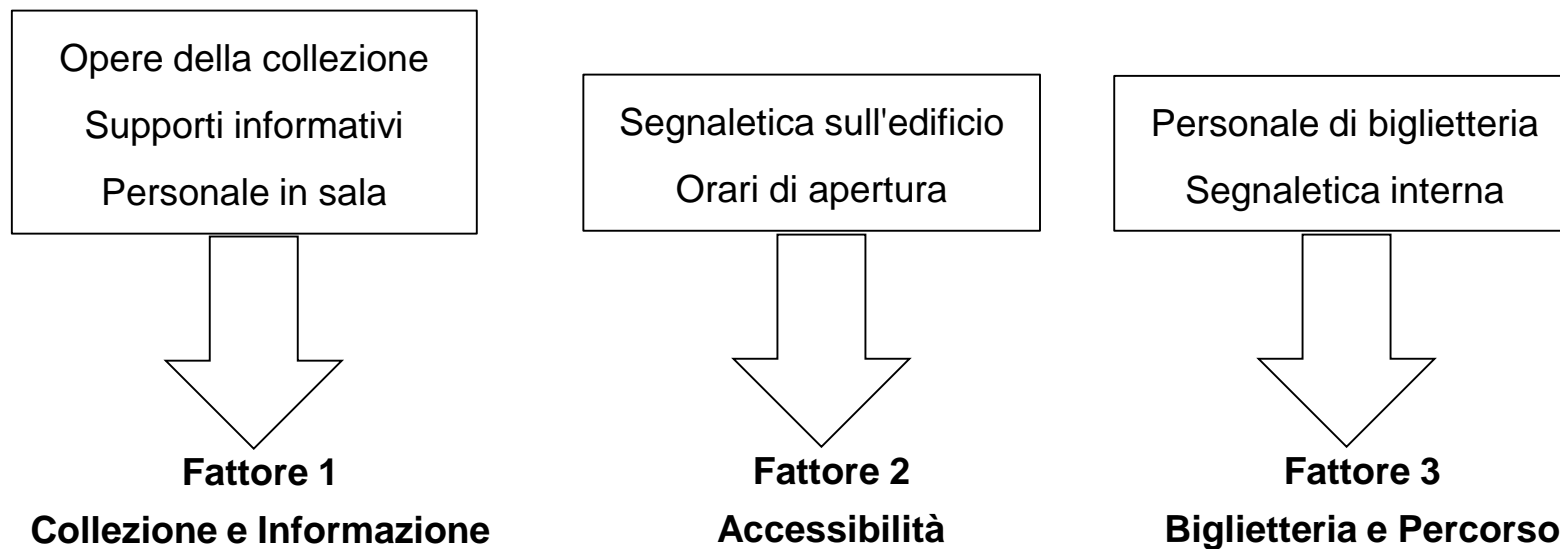 Opere della collezione
Supporti informativi
Personale in sala
Segnaletica sull'edificio
Orari di apertura
Personale di biglietteria
Segnaletica interna
Fattore 1
Collezione e Informazione
Fattore 2
Accessibilità
Fattore 3
Biglietteria e Percorso